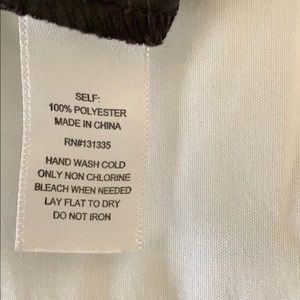 SELF:
100% POLYESTER
MADE IN CHINA
RN#131335
HAND WASH COLD
ONLY NON CHLORINE
BLEACH WHEN NEEDED
LAY FLAT TO DRY
DO NOT IRON